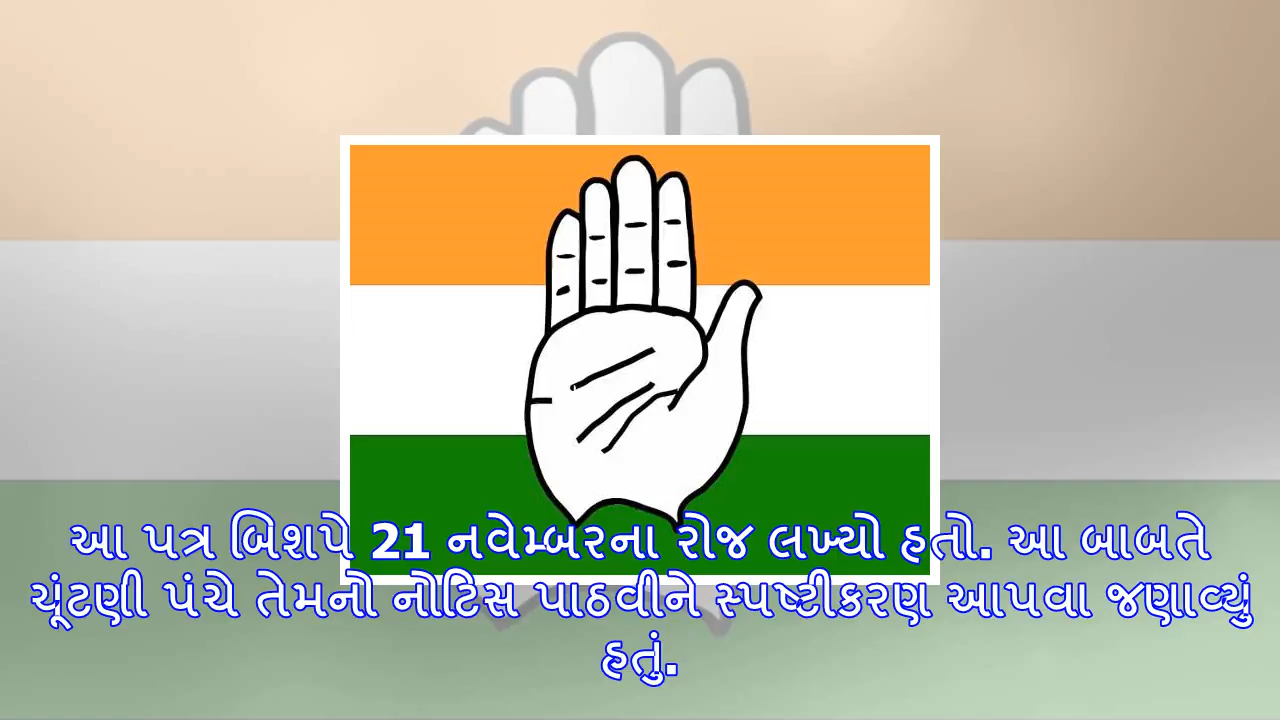 આ પત્ર બિશપે 21 નવેમ્બરના રોજ લખ્યો હતો. આ બાબતે
ચૂંટણી પંચે તેમનો નોટિસ પાઠવીને સ્પષ્ટીકરણ આપવા જણાવ્યું
હતું.